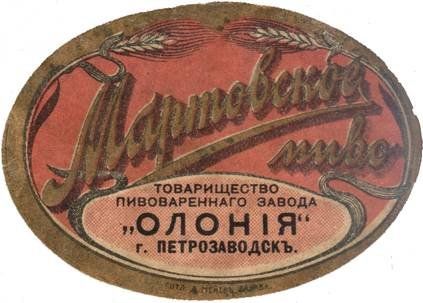 Мартовское
пиво
ТОВАРИЩЕСТВО
ПИВОВАРЕННАГО ЗАВОДА
„ОЛОНІЯ“
г. ПЕТРОЗАВОДСКЪ.